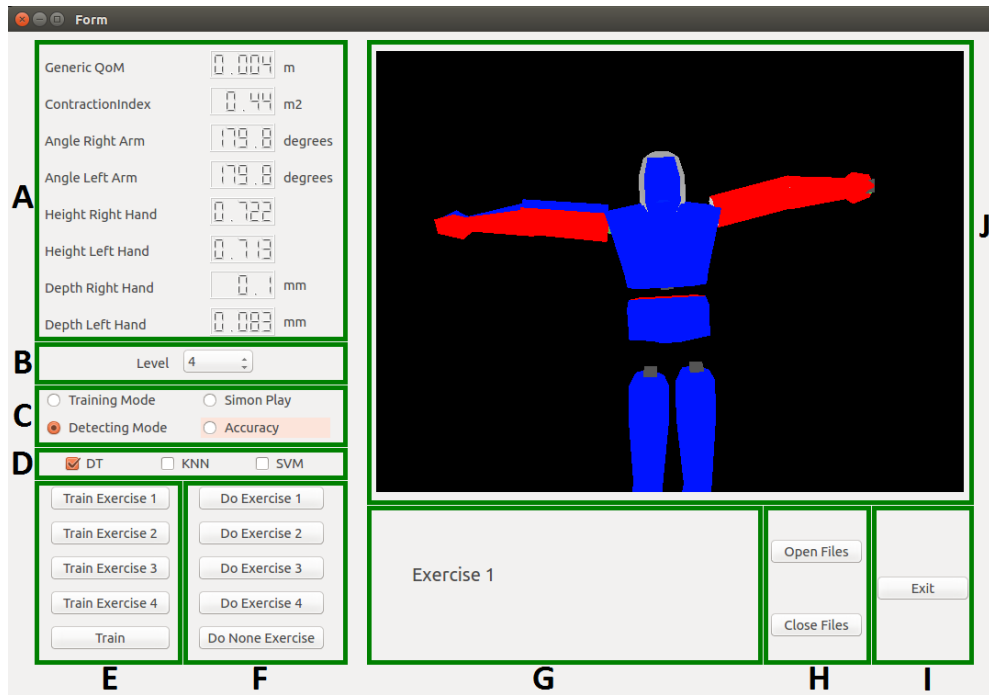 Form
Generic QoM 0.004 m
ContractionIndex 0.44 m2
Angle Right Arm 179.8 degrees
Angle Left Arm 179.8 degrees
A
Height Right Hand 0.722
Height Left Hand 0.713
Depth Right Hand 0.1 mm
Depth Left Hand 0.083 mm
J
B
Level 4
C
Training Mode Simon Play
Detecting Mode Accuracy
D
DT KNN SVM
Train Exercise 1 Do Exercise 1
Train Exercise 2 Do Exercise 2
Train Exercise 3 Do Exercise 3
Train Exercise 4 Do Exercise 4
Train Do None Exercise
Exercise 1
Open Files
Close Files
Exit
E F G H I